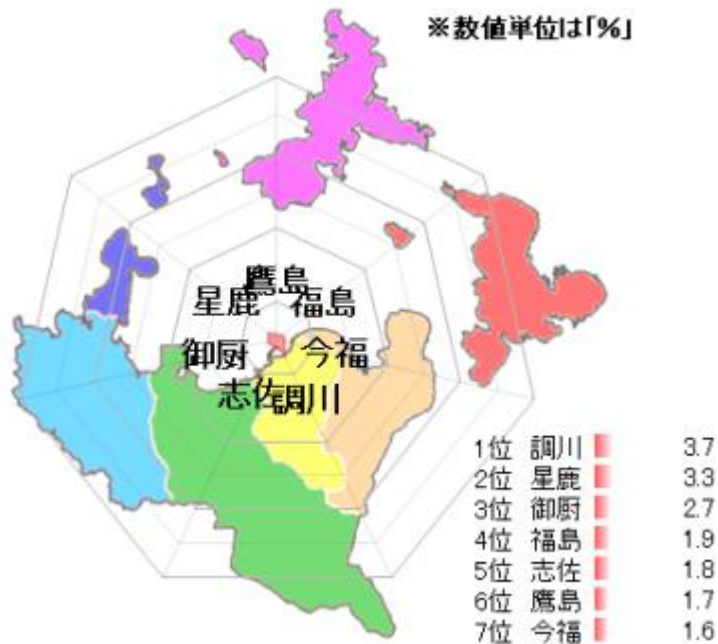 ※数値単位は「%」
鷹島
星鹿 福島
御厨 今福
志佐 調川
1位 調川 3.7
2位 星鹿 3.3
3位 御厨 2.7
4位 福島 1.9
5位 志佐 1.8
6位 鷹島 1.7
7位 今福 1.6